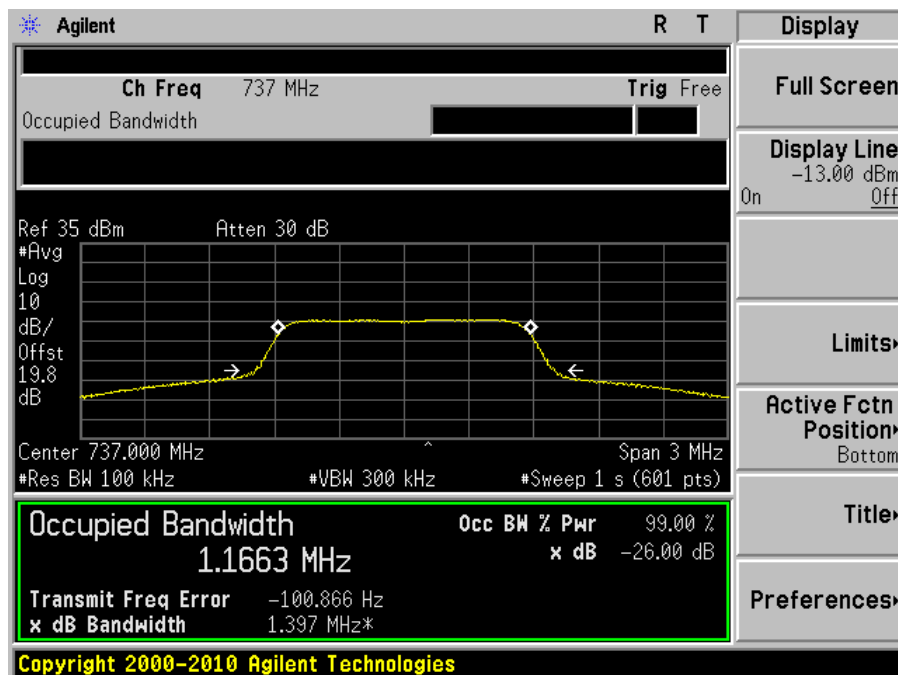 Agilent R T
Ch Freq 737 MHz Trig Free
Occupied Bandwidth
Ref 35 dBm Atten 30 dB
#Avg
Log
10
dB/
Offst
19.8
dB
Center 737.000 MHz ^ Span 3 MHz
#Res BW 100 kHz #VBW 300 kHz #Sweep 1 s (601 pts)
Occupied Bandwidth Occ BW % Pwr 99.00 %
1.1663 MHz x dB -26.00 dB
Transmit Freq Error -100.866 Hz
x dB Bandwidth 1.397 MHz*
Copyright 2000-2010 Agilent Technologies
Display
Full Screen
Display Line
-13.00 dBm
On Off
Limits
Active Fctn
Position
Bottom
Title
Preferences